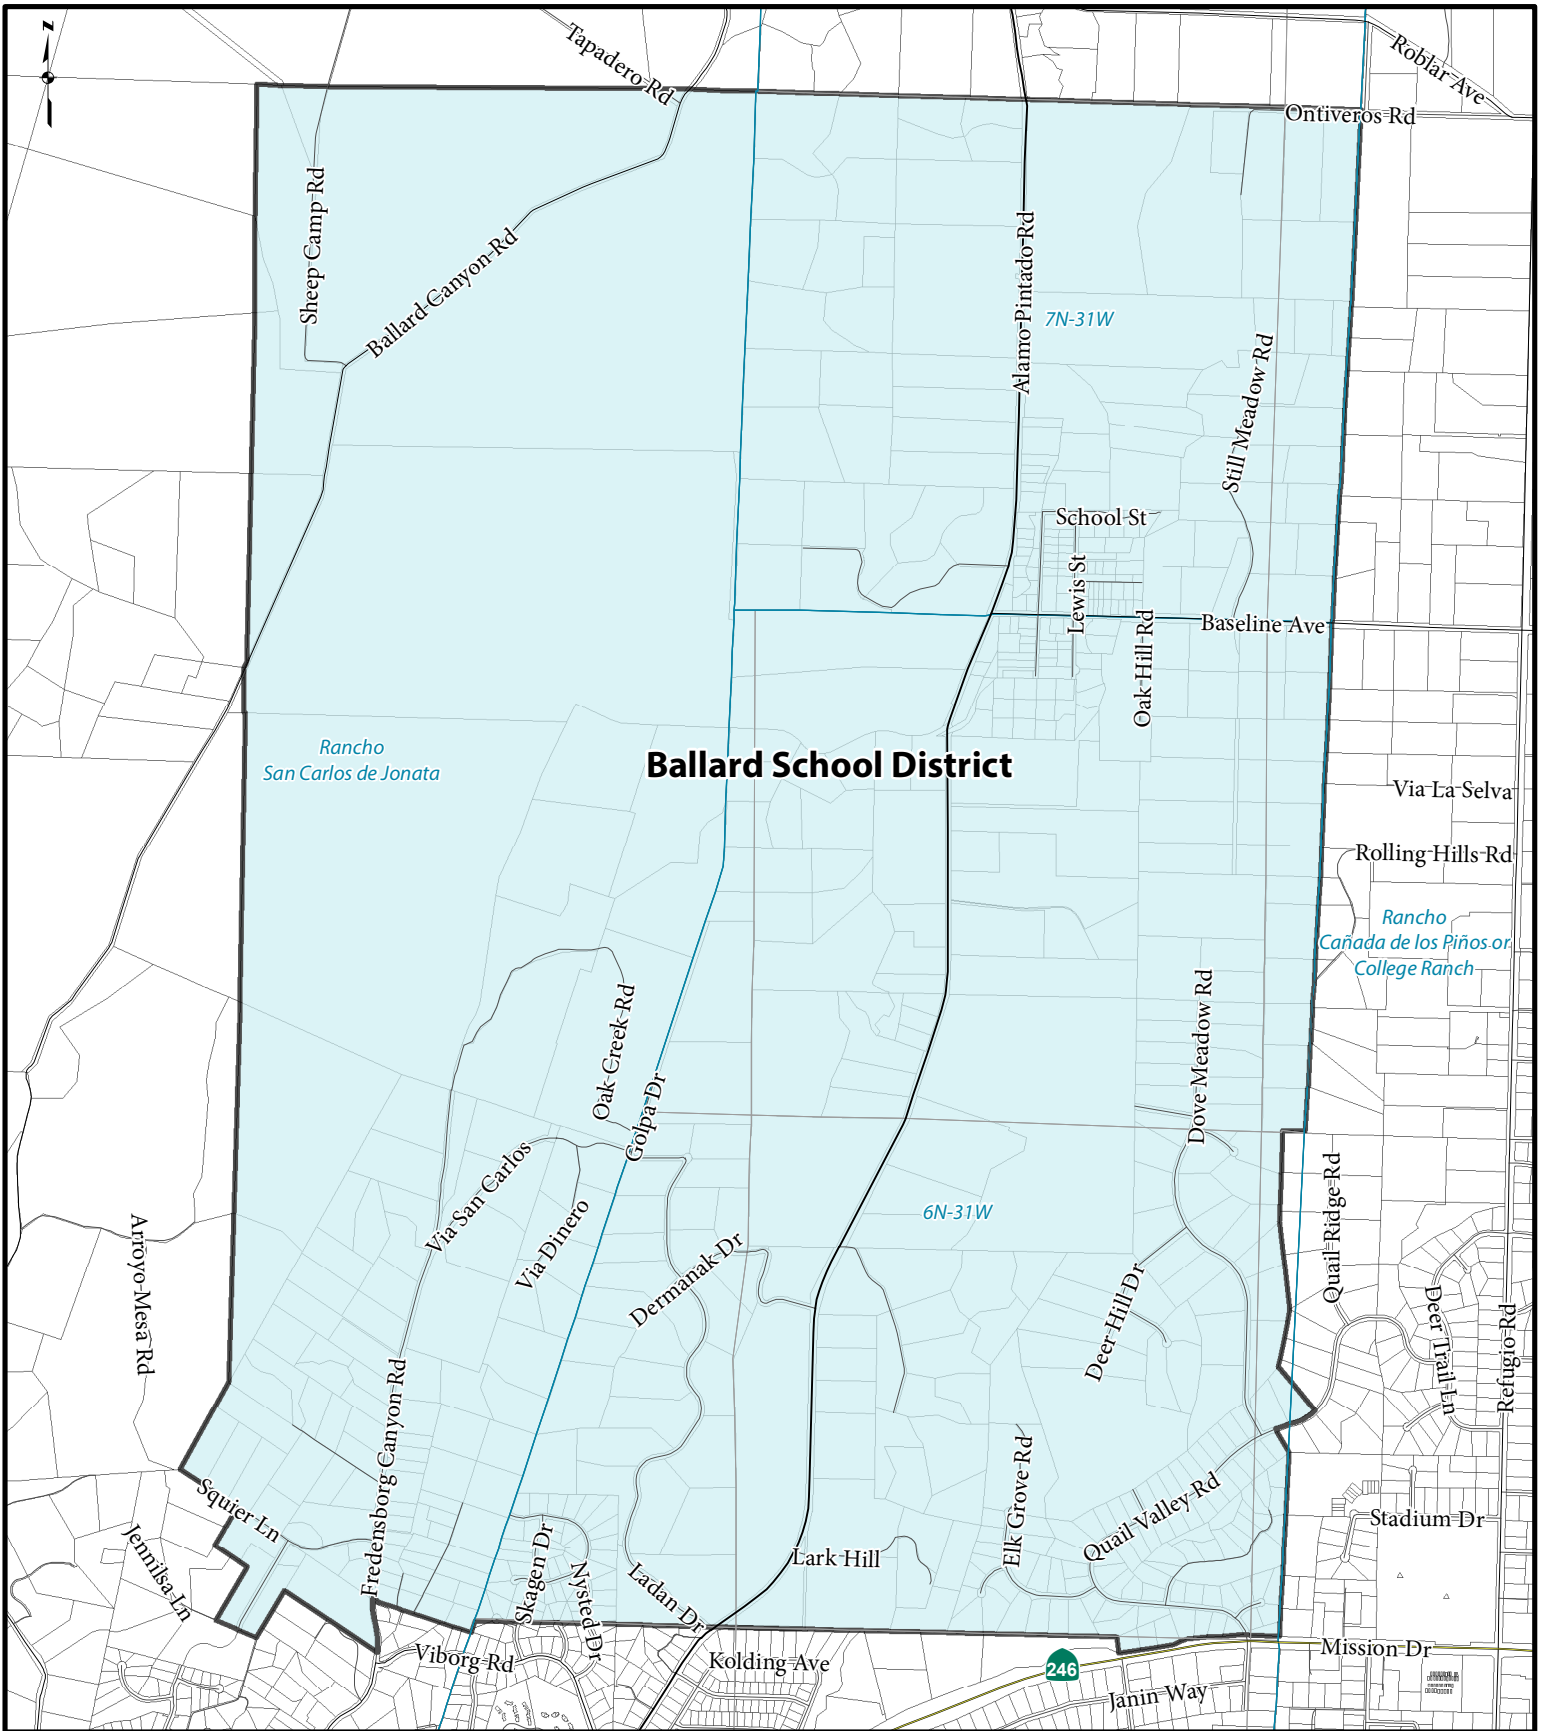 z
Tapadero Rd
Roblar Ave
Ontiveros Rd
Sheep Camp Rd
Ballard Canyon Rd
Alamo Pintado Rd
7N-31W
Still Meadow Rd
School St
Lewis St
Oak Hill Rd
Baseline Ave
Rancho
San Carlos de Jonata
Ballard School District
Via La Selva
Rolling Hills Rd
Rancho
Cañada de los Piños or
College Ranch
Oak Creek Rd
Golpa Dr
Dove Meadow Rd
Via San Carlos
Via Dinero
6N-31W
Quail Ridge Rd
Arroyo Mesa Rd
Dermanak Dr
Deer Hill Dr
Deer Trail Ln
Refugio Rd
Fredensborg Canyon Rd
Squier Ln
Jennilsa Ln
Skagen Dr
Nysted Dr
Ladan Dr
Lark Hill
Elk Grove Rd
Quail Valley Rd
Stadium Dr
Viborg Rd
Kolding Ave
246
Mission Dr
Janin Way